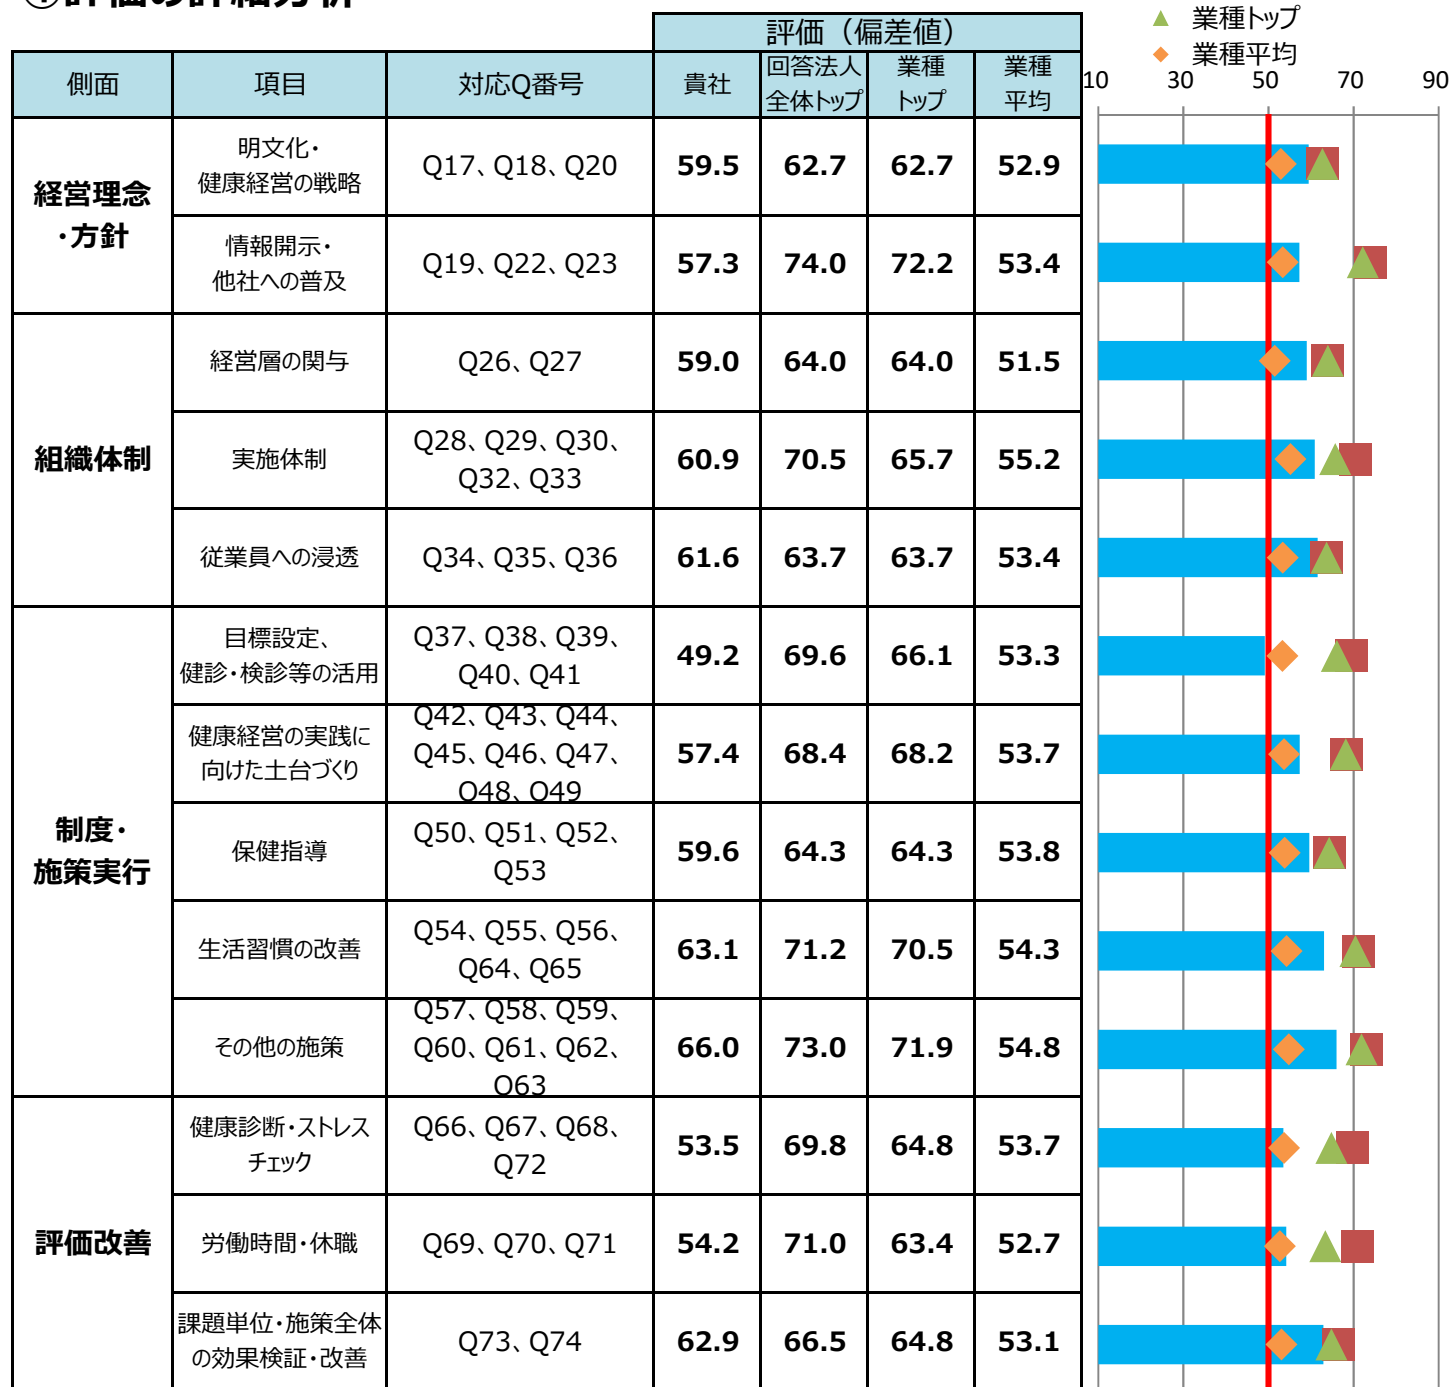 ①評価の詳細分析
▲ 業種トップ
◆ 業種平均
評価（偏差値）
側面 項目 対応Q番号 貴社 回答法人 業種 業種
全体トップ トップ 平均
10 30 50 70 90
経営理念
・方針
明文化・
健康経営の戦略
Q17、Q18、Q20 59.5 62.7 62.7 52.9
情報開示・
他社への普及
Q19、Q22、Q23 57.3 74.0 72.2 53.4
組織体制
経営層の関与 Q26、Q27 59.0 64.0 64.0 51.5
実施体制
Q28、Q29、Q30、
Q32、Q33
60.9 70.5 65.7 55.2
従業員への浸透 Q34、Q35、Q36 61.6 63.7 63.7 53.4
制度・
施策実行
目標設定、
健診・検診等の活用
Q37、Q38、Q39、
Q40、Q41
49.2 69.6 66.1 53.3
健康経営の実践に
向けた土台づくり
Q42、Q43、Q44、
Q45、Q46、Q47、
Q48、Q49
57.4 68.4 68.2 53.7
保健指導
Q50、Q51、Q52、
Q53
59.6 64.3 64.3 53.8
生活習慣の改善
Q54、Q55、Q56、
Q64、Q65
63.1 71.2 70.5 54.3
その他の施策
Q57、Q58、Q59、
Q60、Q61、Q62、
Q63
66.0 73.0 71.9 54.8
評価改善
健康診断・ストレス
チェック
Q66、Q67、Q68、
Q72
53.5 69.8 64.8 53.7
労働時間・休職 Q69、Q70、Q71 54.2 71.0 63.4 52.7
課題単位・施策全体
の効果検証・改善
Q73、Q74 62.9 66.5 64.8 53.1